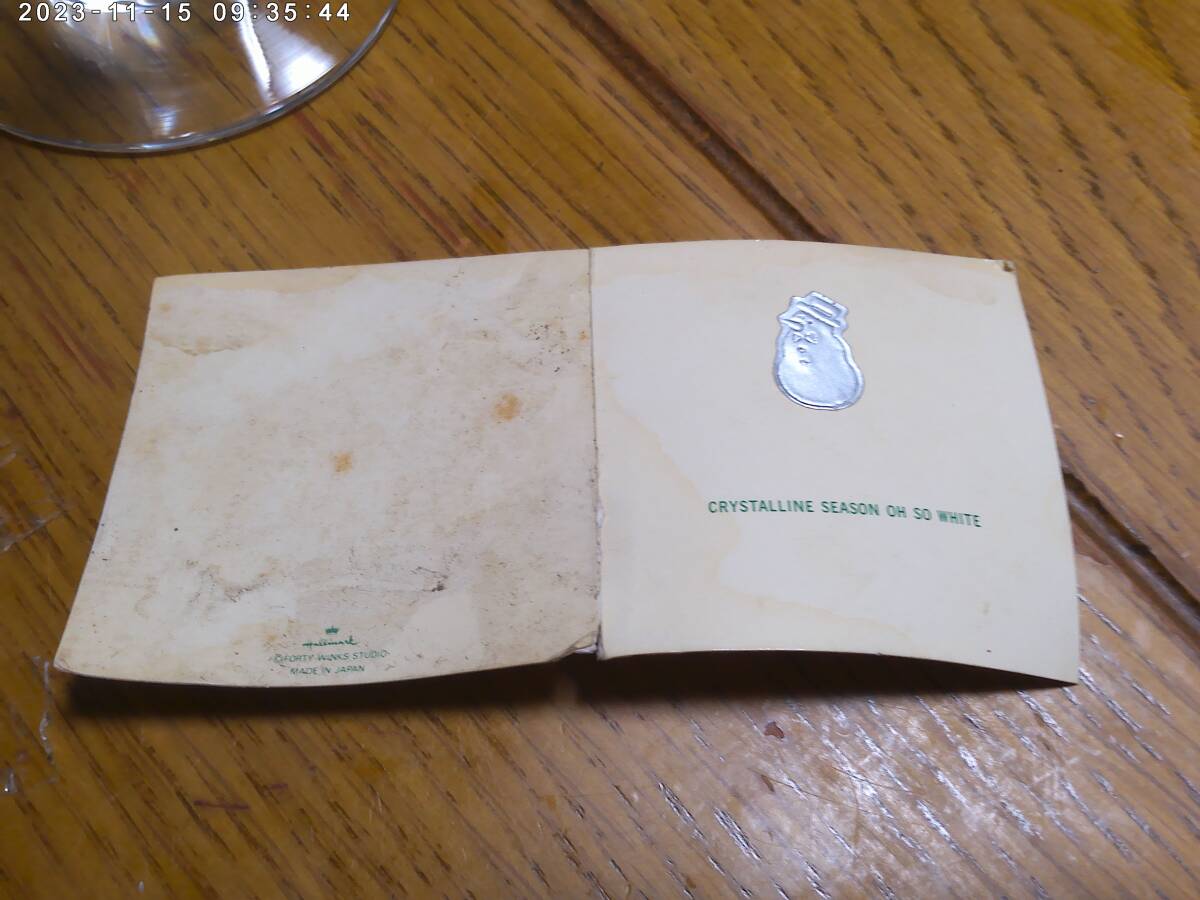 2023-11-15 09:35:44
CRYSTALLINE SEASON OH SO WHITE
Hallmark
©FORTY-WINKS STUDIO
MADE IN JAPAN